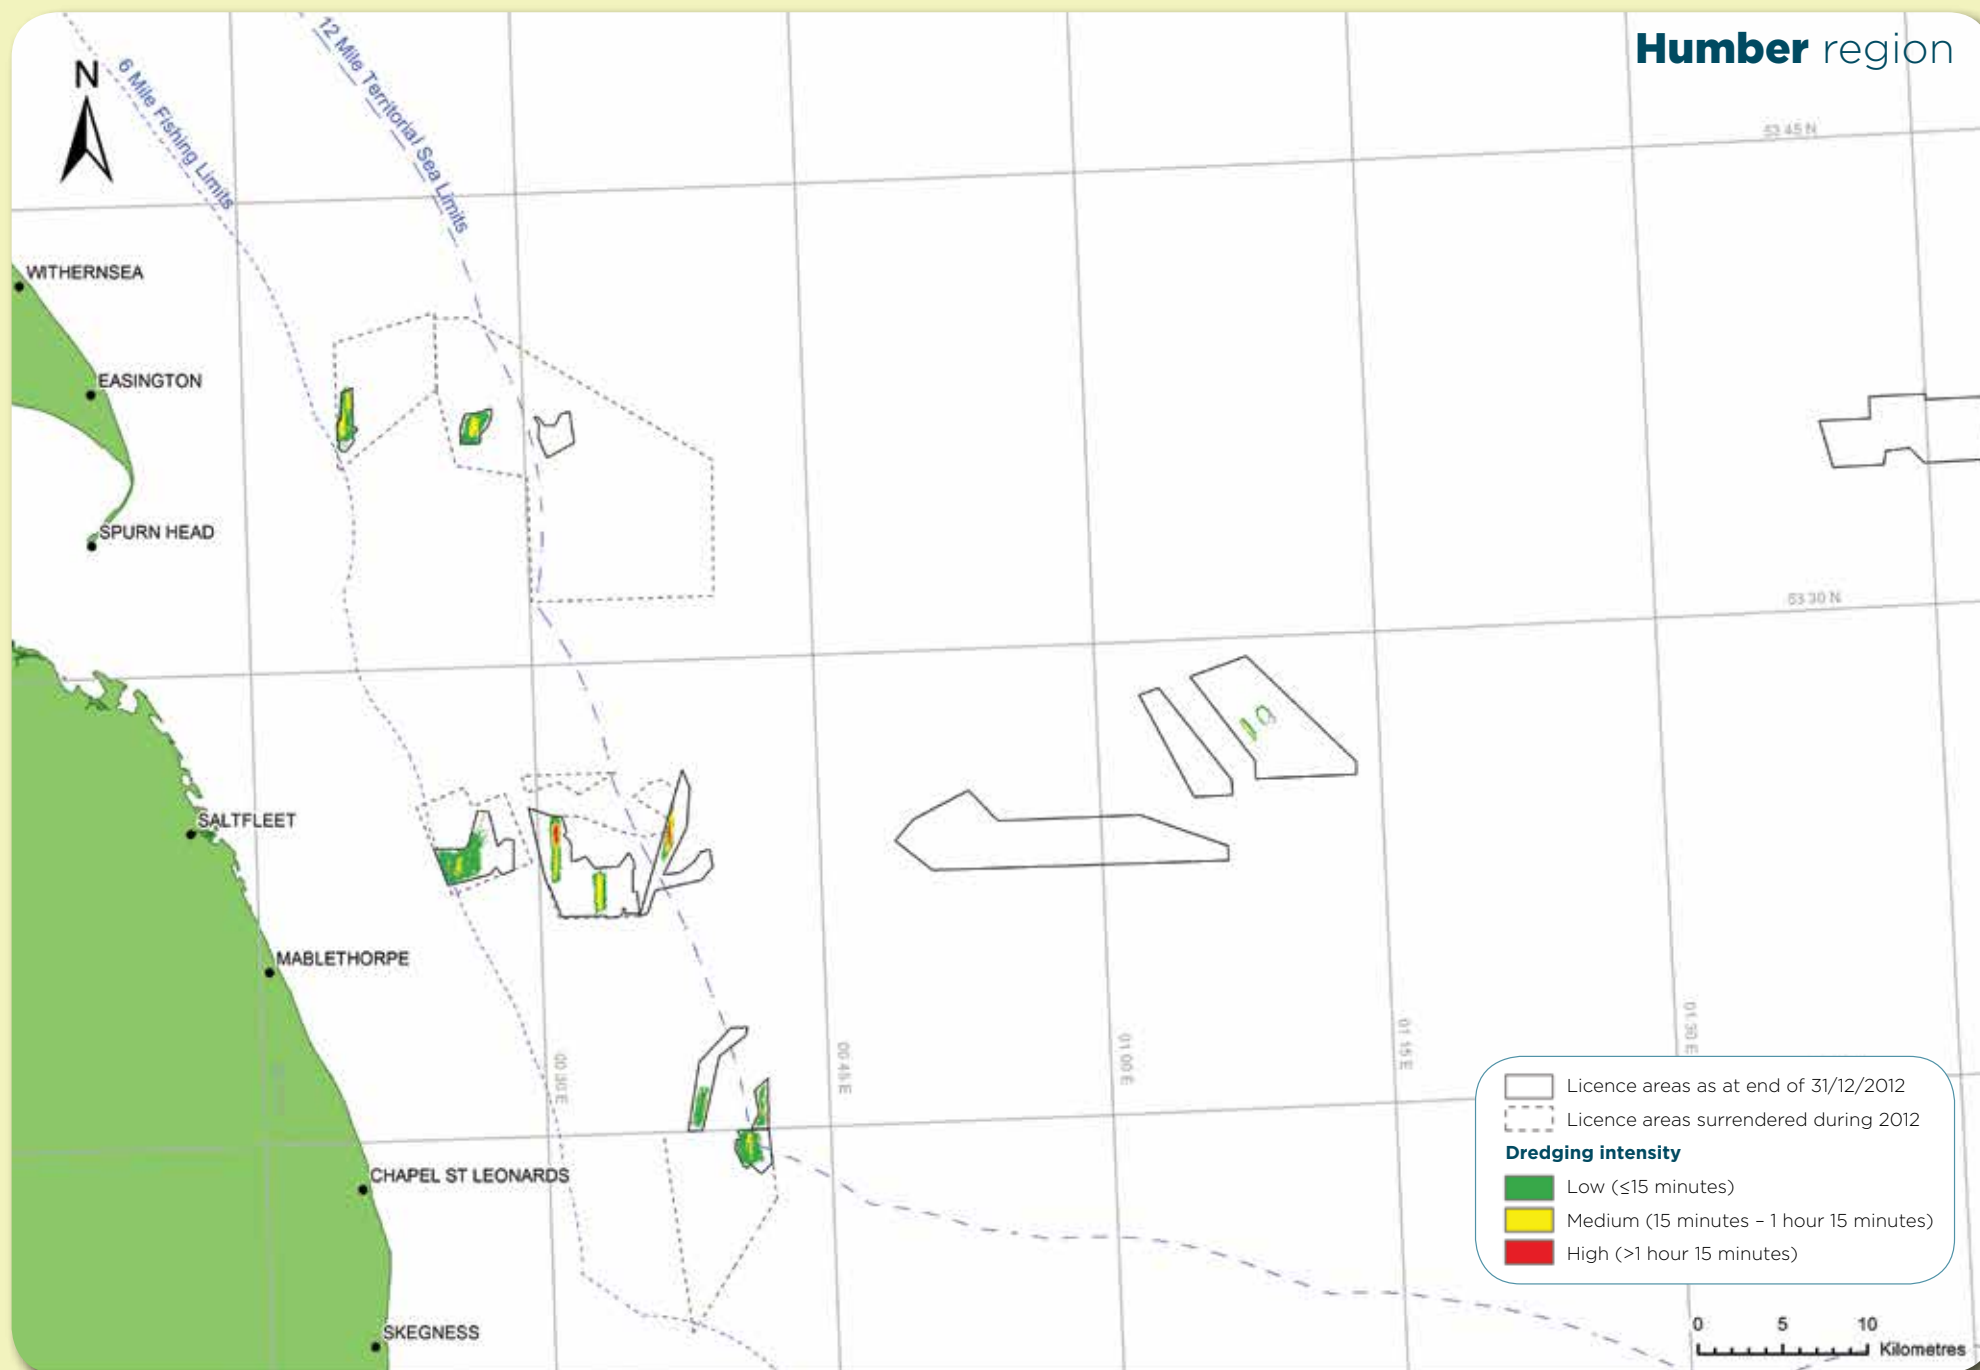 Humber region
N
6 Mile Fishing Limits
12 Mile Territorial Sea Limits
53 45 N
WITHERNSEA
EASINGTON
SPURN HEAD
53 30 N
SALTFLEET
MABLETHORPE
00 30 E
00 45 E
01 00 E
01 15 E
01 30 E
CHAPEL ST LEONARDS
SKEGNESS
Licence areas as at end of 31/12/2012
Licence areas surrendered during 2012
Dredging intensity
Low (≤15 minutes)
Medium (15 minutes – 1 hour 15 minutes)
High (>1 hour 15 minutes)
0 5 10
Kilometres